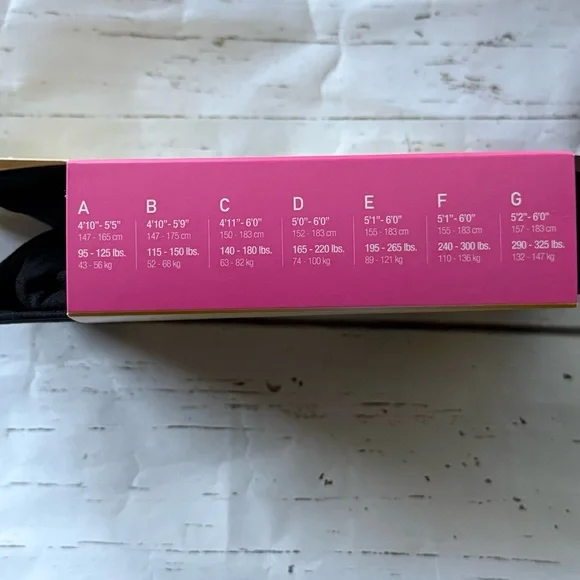 A
4'10"- 5'5"
147 - 165 cm
95 - 125 lbs.
43 - 56 kg
B
4'10"- 5'9"
147 - 175 cm
115 - 150 lbs.
52 - 68 kg
C
4'11"- 6'0"
150 - 183 cm
140 - 180 lbs.
63 - 82 kg
D
5'0"- 6'0"
152 - 183 cm
165 - 220 lbs.
74 - 100 kg
E
5'1"- 6'0"
155 - 183 cm
195 - 265 lbs.
89 - 121 kg
F
5'1"- 6'0"
155 - 183 cm
240 - 300 lbs.
110 - 136 kg
G
5'2"- 6'0"
157 - 183 cm
290 - 325 lbs.
132 - 147 kg